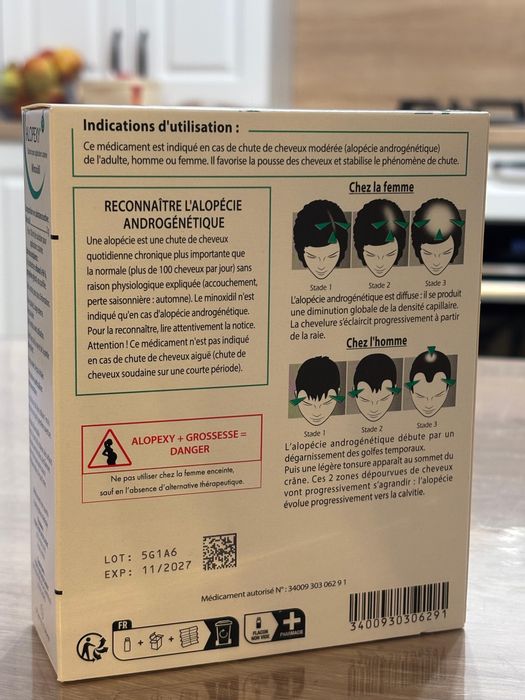 Indications d'utilisation :
Ce médicament est indiqué en cas de chute de cheveux modérée (alopécie androgénétique)
de l'adulte, homme ou femme. Il favorise la pousse des cheveux et stabilise le phénomène de chute.
RECONNAÎTRE L'ALOPÉCIE
ANDROGÉNÉTIQUE
Une alopécie est une chute de cheveux
quotidienne chronique plus importante que
la normale (plus de 100 cheveux par jour) sans
raison physiologique expliquée (accouchement,
perte saisonnière : automne). Le minoxidil n'est
indiqué qu'en cas d'alopécie androgénétique.
Pour la reconnaître, lire attentivement la notice.
Attention ! Ce médicament n'est pas indiqué
en cas de chute de cheveux aiguë (chute de
cheveux soudaine sur une courte période).
Chez la femme
Stade 1
Stade 2
Stade 3
L'alopécie androgénétique est diffuse : il se produit
une diminution globale de la densité capillaire.
La chevelure s'éclaircit progressivement à partir
de la raie.
Chez l'homme
Stade 1
Stade 2
Stade 3
L'alopécie androgénétique débute par un
dégarnissement des golfes temporaux.
Puis une légère tonsure apparaît au sommet du
crâne. Ces 2 zones dépourvues de cheveux
vont progressivement s'agrandir : l'alopécie
évolue progressivement vers la calvitie.
ALOPEXY + GROSSESSE =
DANGER
Ne pas utiliser chez la femme enceinte,
sauf en l'absence d'alternative thérapeutique.
LOT: 5G1A6
EXP: 11/2027
Médicament autorisé N° : 34009 303 062 9 1
3400930306291
FR
FLACON
NON VIDE
PHARMACIE
ALOPEXY